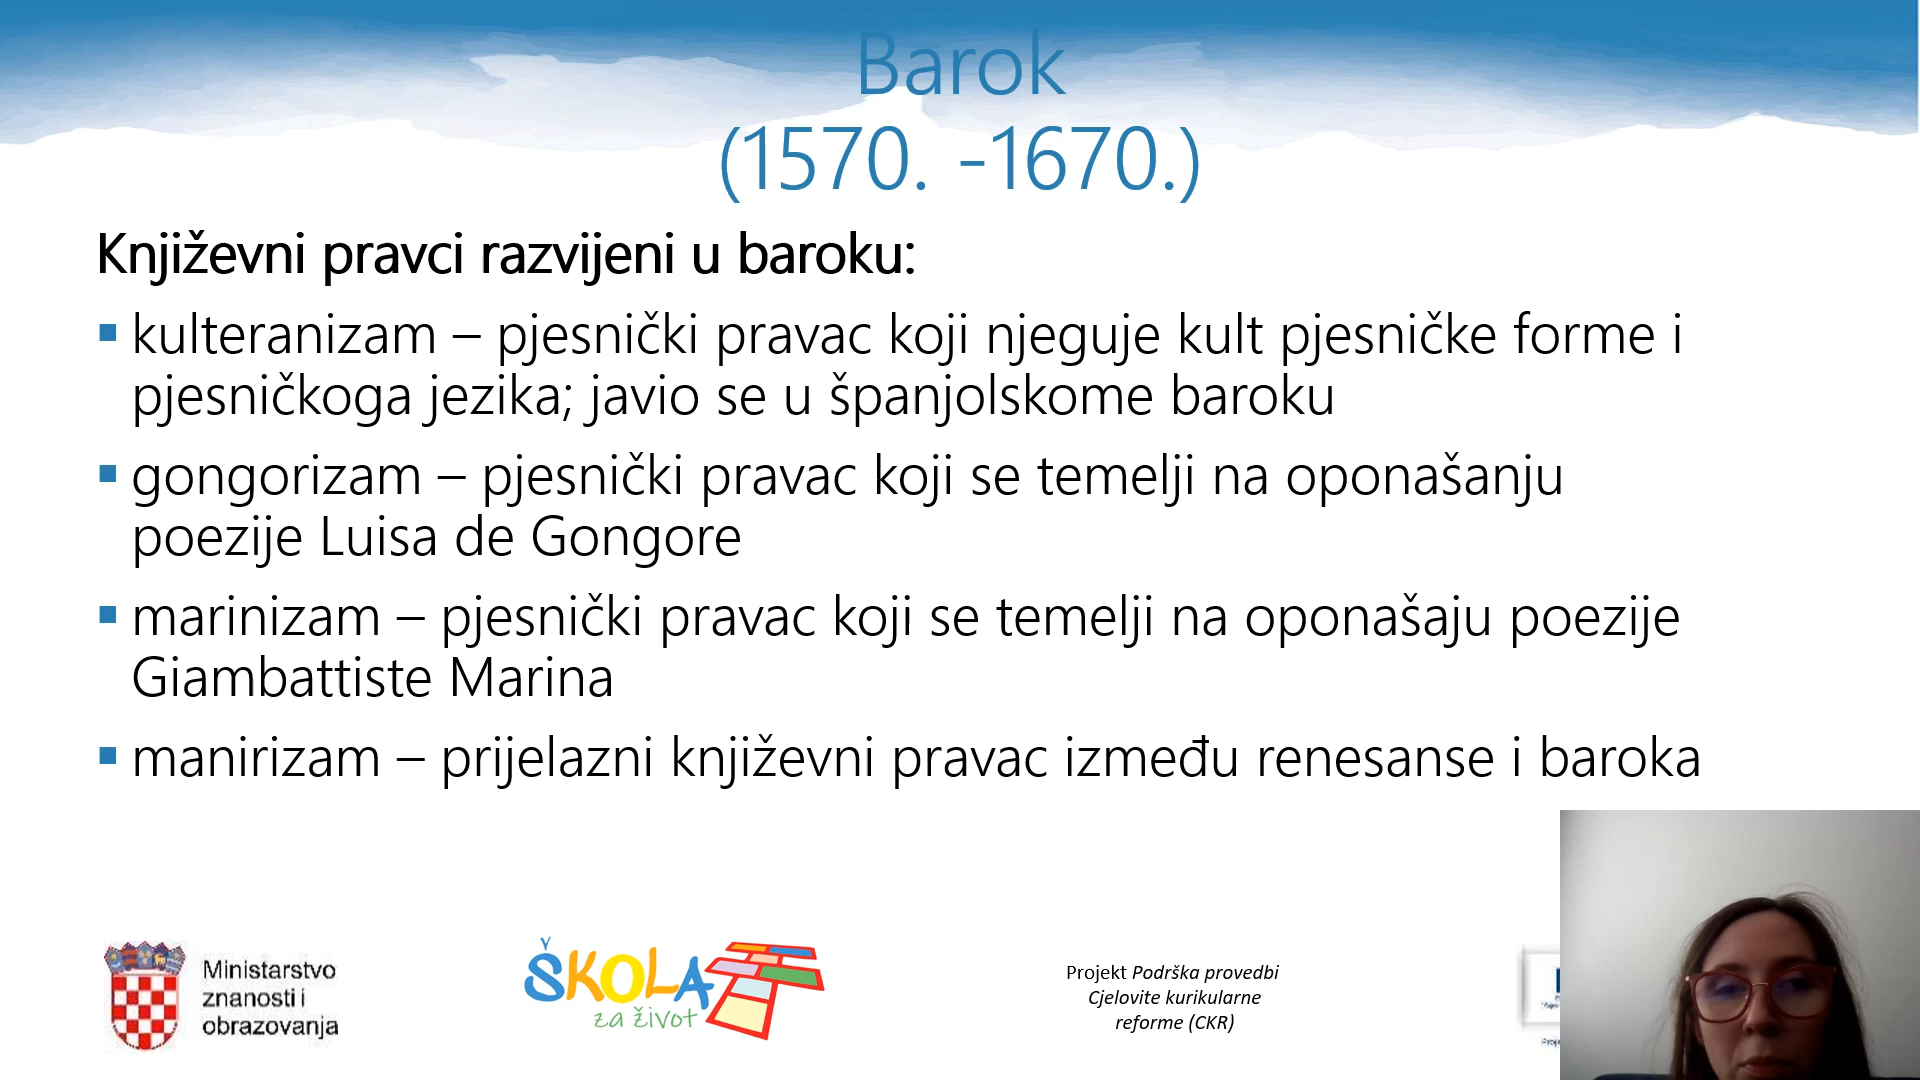 Barok
(1570. -1670.)
Književni pravci razvijeni u baroku:
▪ kulteranizam – pjesnički pravac koji njeguje kult pjesničke forme i
pjesničkoga jezika; javio se u španjolskome baroku
▪ gongorizam – pjesnički pravac koji se temelji na oponašanju
poezije Luisa de Gongore
▪ marinizam – pjesnički pravac koji se temelji na oponašaju poezije
Giambattiste Marina
▪ manirizam – prijelazni književni pravac između renesanse i baroka
Ministarstvo
znanosti i
obrazovanja
ŠKOLA
za život
Projekt Podrška provedbi
Cjelovite kurikularne
reforme (CKR)